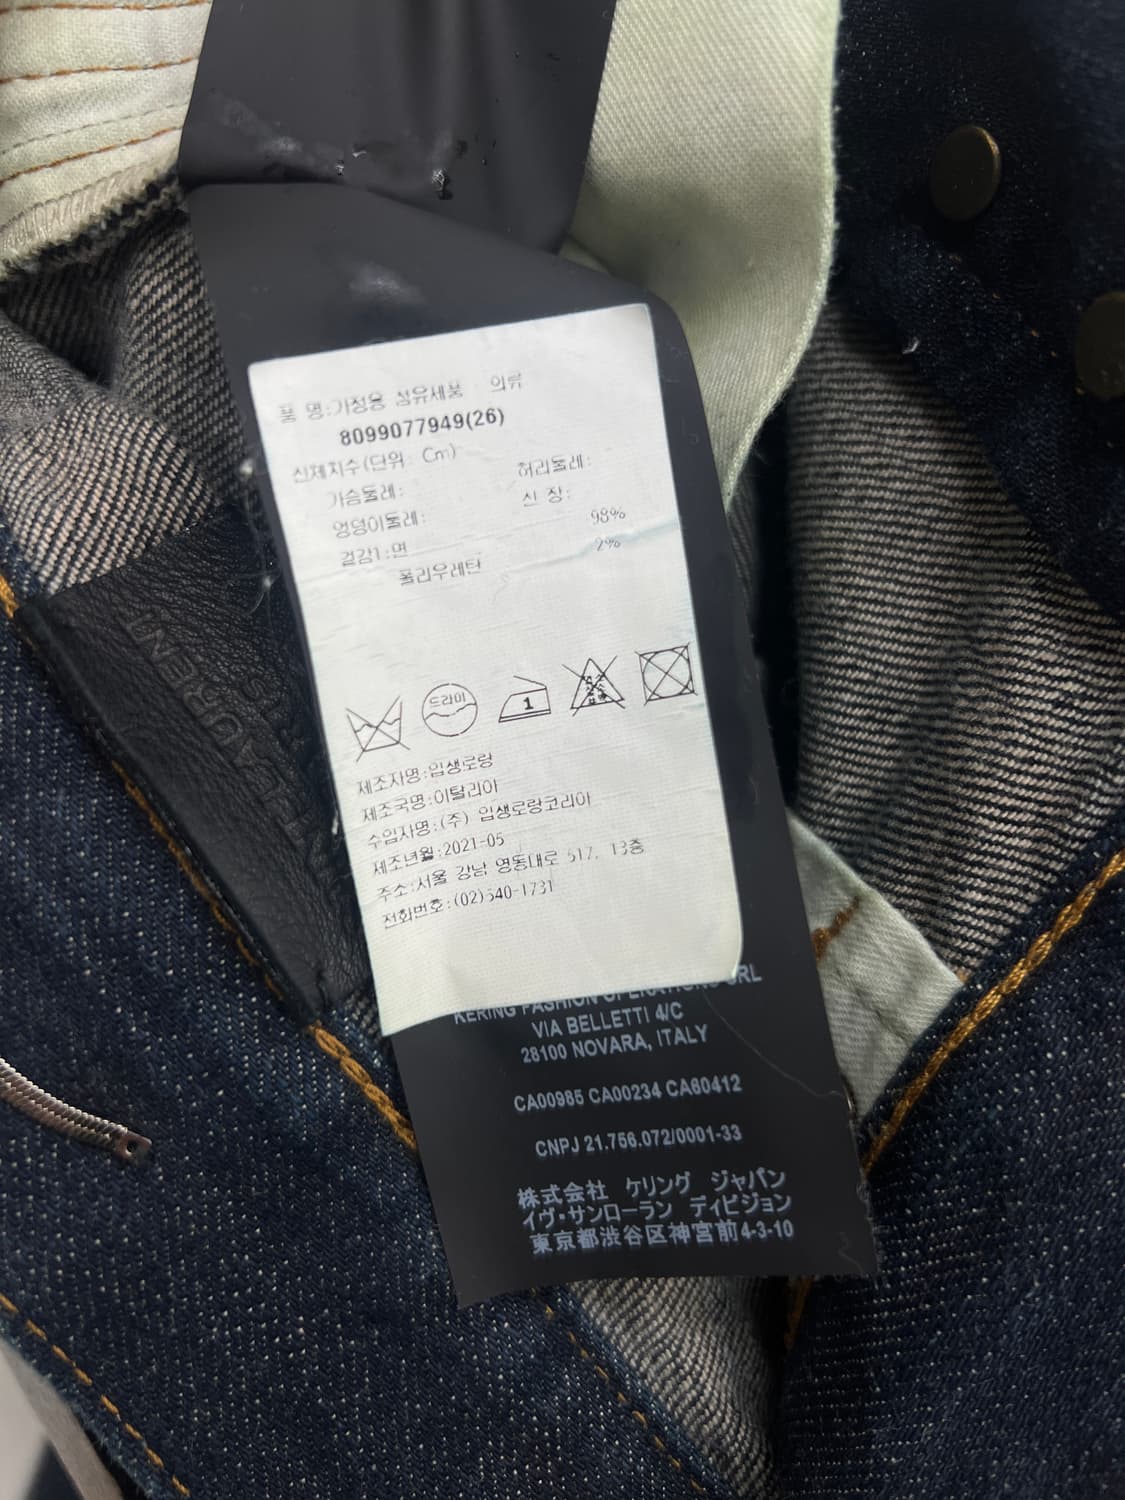 품 명:가정용 섬유제품 의류
8099077949(26)
신체치수(단위: Cm)
가슴둘레: 허리둘레:
엉덩이둘레: 신 장:
겉감1:면 98%
폴리우레탄 2%
드라이
1
제조자명:입생로랑
제조국명:이탈리아
수입자명:(주) 입생로랑코리아
제조년월:2021-05
주소:서울 강남 영동대로 517, 13층
전화번호:(02)540-1731
KERING FASHION OPERATIONS SRL
VIA BELLETTI 4/C
28100 NOVARA, ITALY
CA00985 CA00234 CA60412
CNPJ 21.756.072/0001-33
株式会社 ケリング ジャパン
イヴ・サンローラン ディビジョン
東京都渋谷区神宮前4-3-10
LAURENT